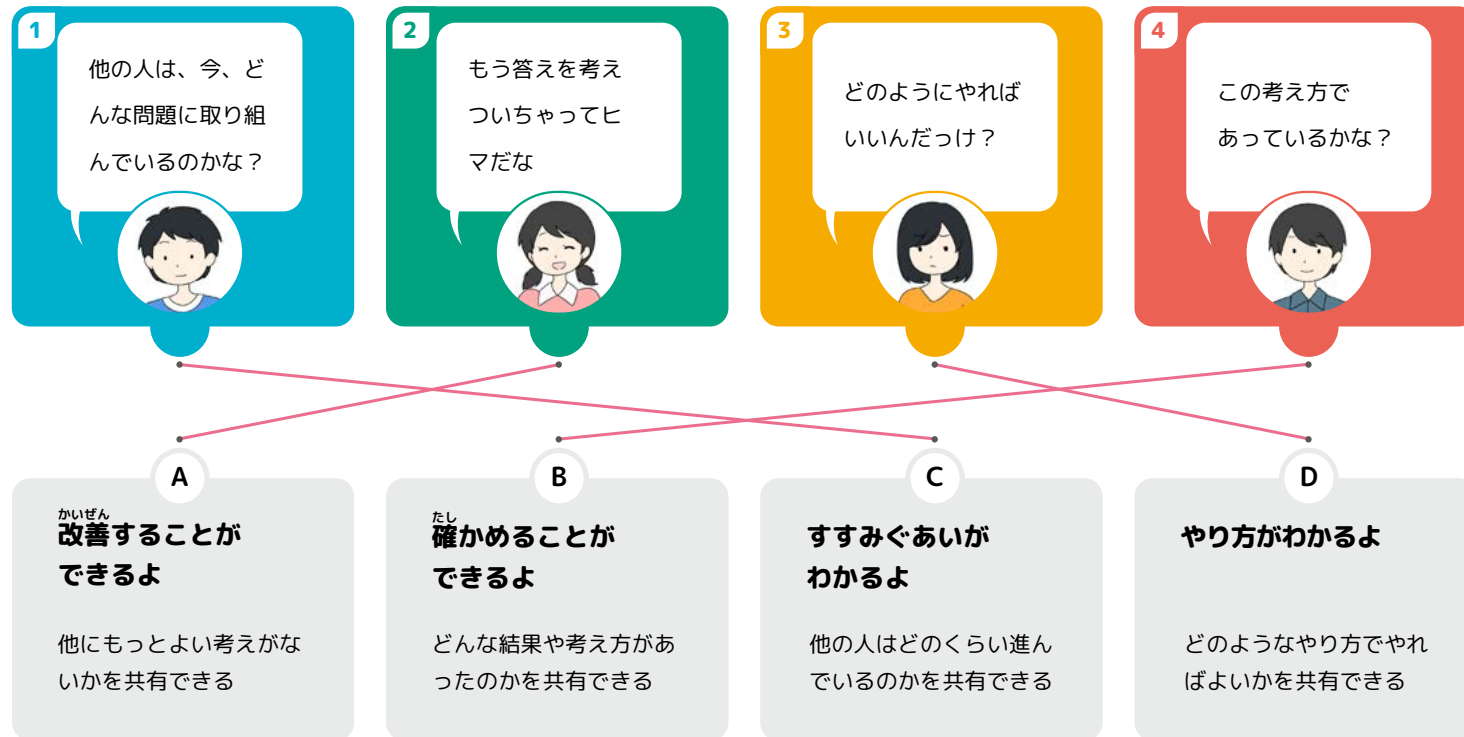 1
他の人は、今、ど
んな問題に取り組
んでいるのかな？
2
もう答えを考え
ついちゃってヒ
マだな
3
どのようにやれば
いいんだっけ？
4
この考え方で
あっているかな？
A
かいぜん
改善することが
できるよ
他にもっとよい考えがな
いかを共有できる
B
たし
確かめることが
できるよ
どんな結果や考え方があ
ったのかを共有できる
C
すすみぐあいが
わかるよ
他の人はどのくらい進ん
でいるのかを共有できる
D
やり方がわかるよ
どのようなやり方でやれ
ばよいかを共有できる